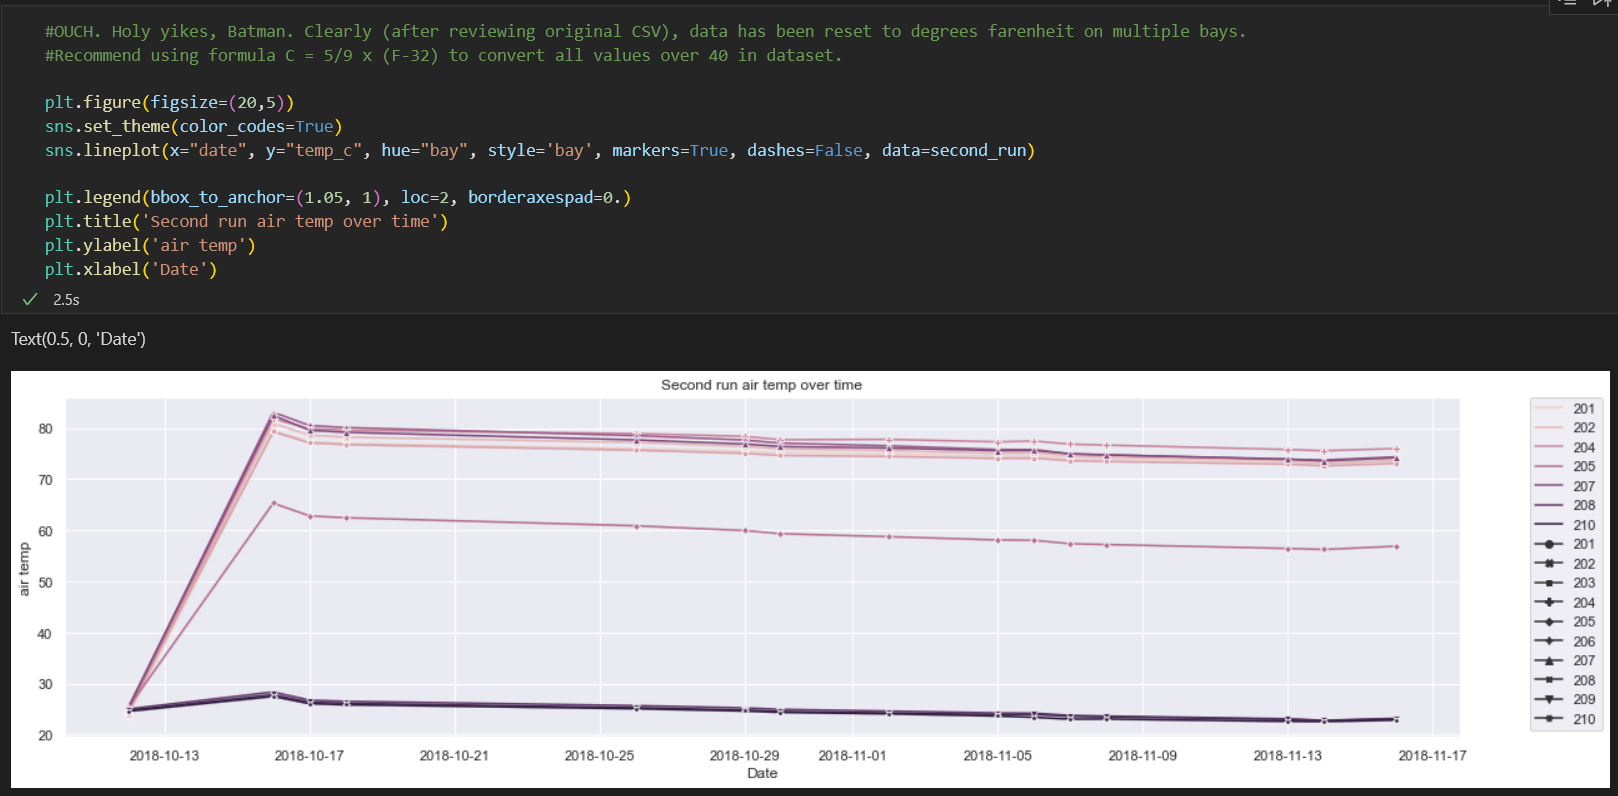 #OUCH. Holy yikes, Batman. Clearly (after reviewing original CSV), data has been reset to degrees farenheit on multiple bays.
#Recommend using formula C = 5/9 x (F-32) to convert all values over 40 in dataset.
plt.figure(figsize=(20,5))
sns.set_theme(color_codes=True)
sns.lineplot(x="date", y="temp_c", hue="bay", style='bay', markers=True, dashes=False, data=second_run)
plt.legend(bbox_to_anchor=(1.05, 1), loc=2, borderaxespad=0.)
plt.title('Second run air temp over time')
plt.ylabel('air temp')
plt.xlabel('Date')
2.5s
Text(0.5, 0, 'Date')
Second run air temp over time
80
70
60
50
40
30
20
air temp
2018-10-13 2018-10-17 2018-10-21 2018-10-25 2018-10-29 2018-11-01 2018-11-05 2018-11-09 2018-11-13 2018-11-17
Date
201
202
204
205
207
208
210
201
202
203
204
205
206
207
208
209
210